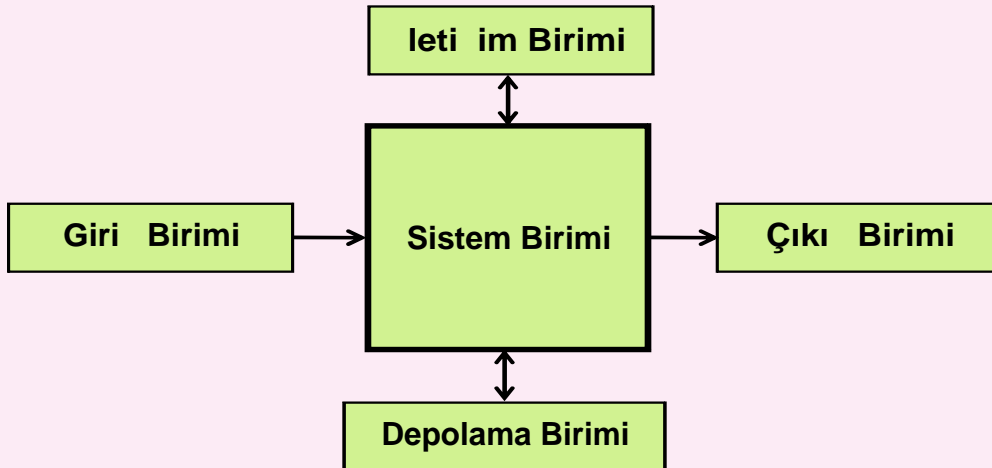 leti im Birimi
Giri Birimi
Sistem Birimi
Çıkı Birimi
Depolama Birimi